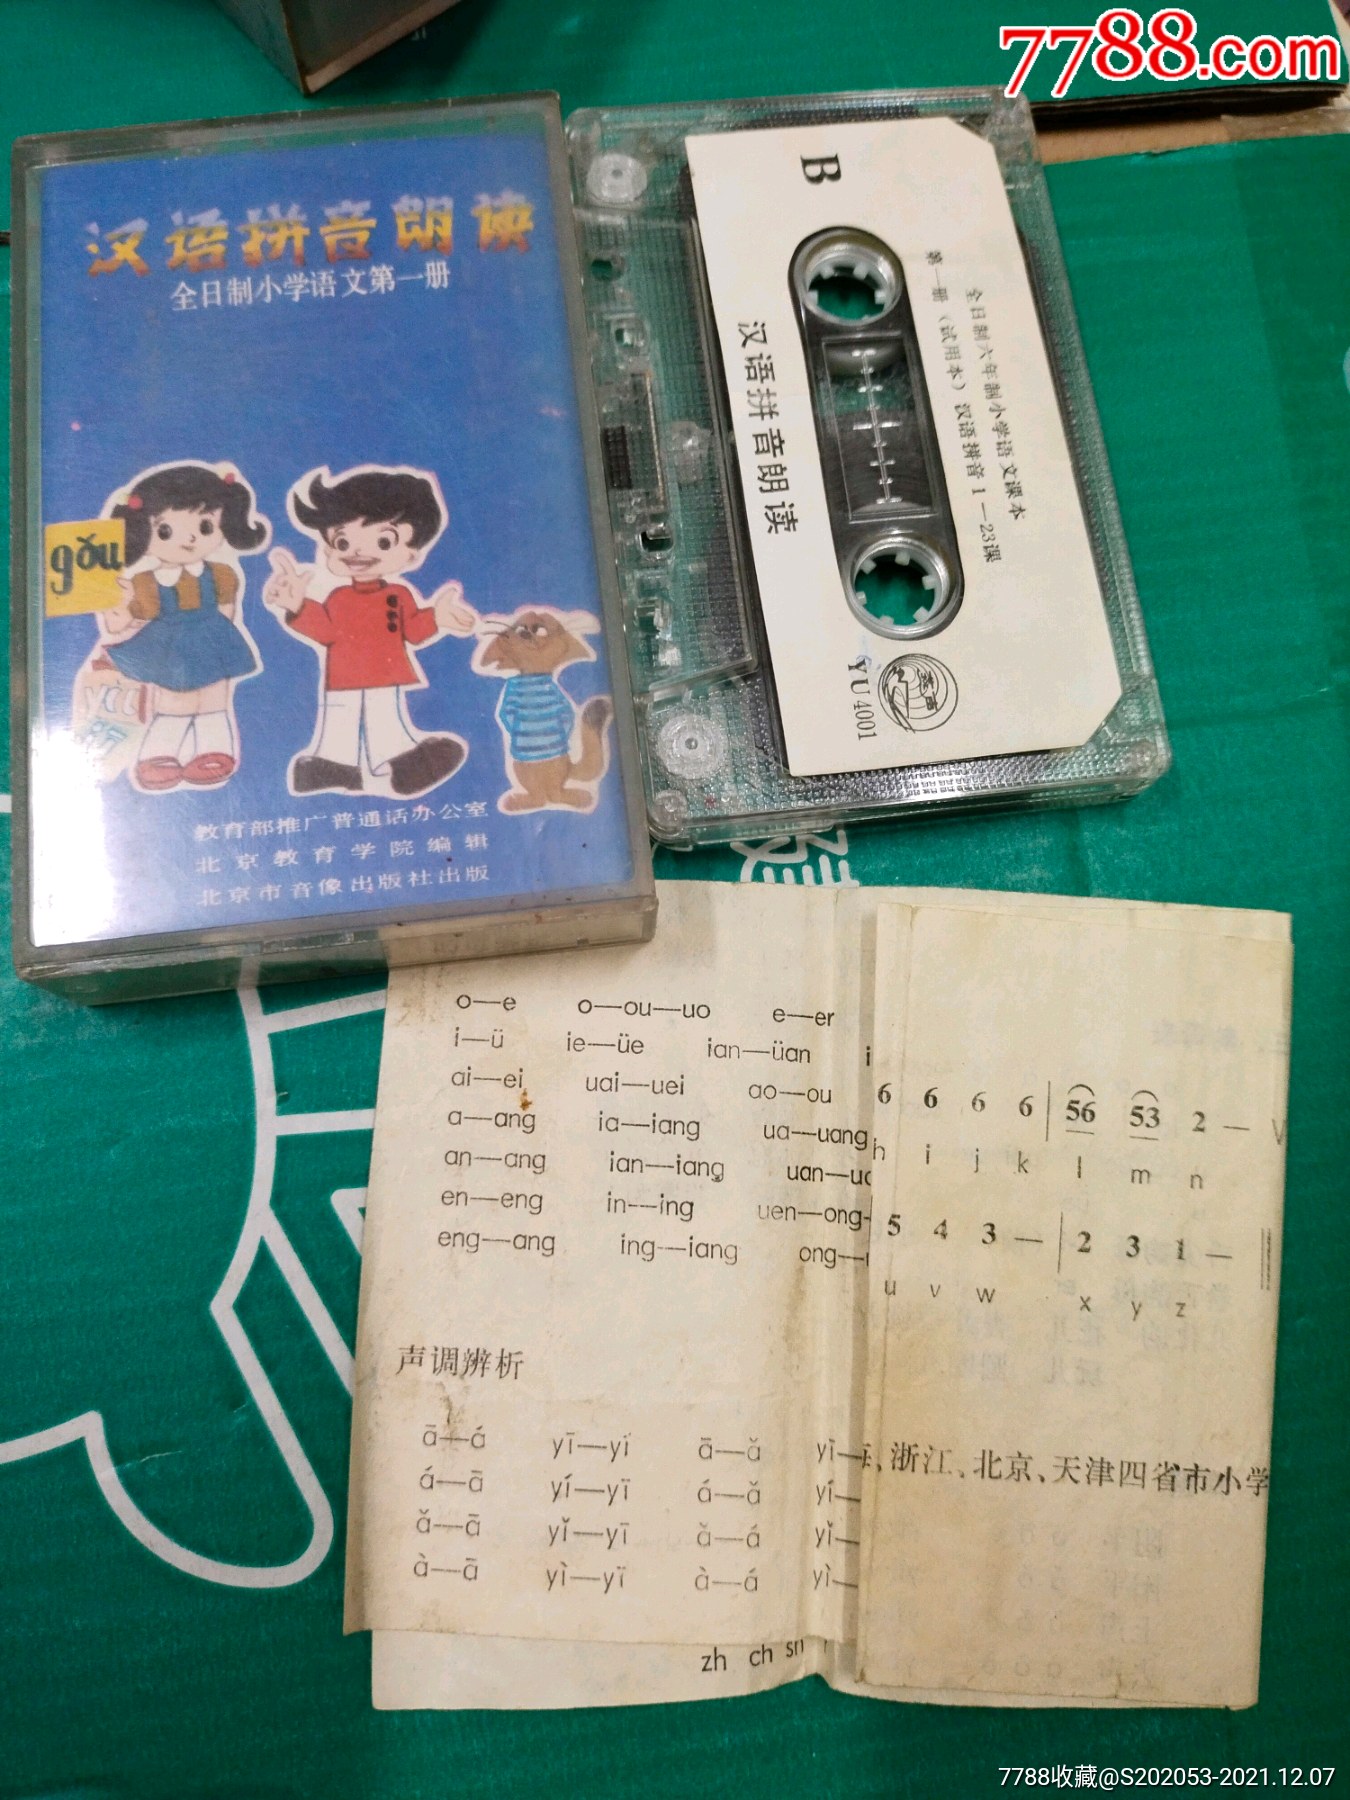 7788.com
汉语拼音朗读
全日制小学语文第一册
gǒu
教育部推广普通话办公室
北京教育学院编辑
北京市音像出版社出版
B
全日制六年制小学语文课本
第一册（试用本）汉语拼音1—23课
汉语拼音朗读
YU4001
o—e o—ou—uo e—er
i—ü ie—üe ian—üan
ai—ei uai—uei ao—ou
a—ang ia—iang ua—uang
an—ang ian—iang
en—eng in—ing uen—ong
eng—ang ing—iang
声调辨析
ā—á yī—yí ā—ǎ yī—
á—ā yí—yī á—ǎ yí—
ǎ—ā yǐ—yī ǎ—á yǐ—
à—ā yì—yī à—á yì—
zh ch
6 6 6 6 | 56 53 2 —
h i j k l m n
5 4 3 — | 2 3 1 —
u v w x y z
、浙江、北京、天津四省市小学
7788收藏@S202053-2021.12.07